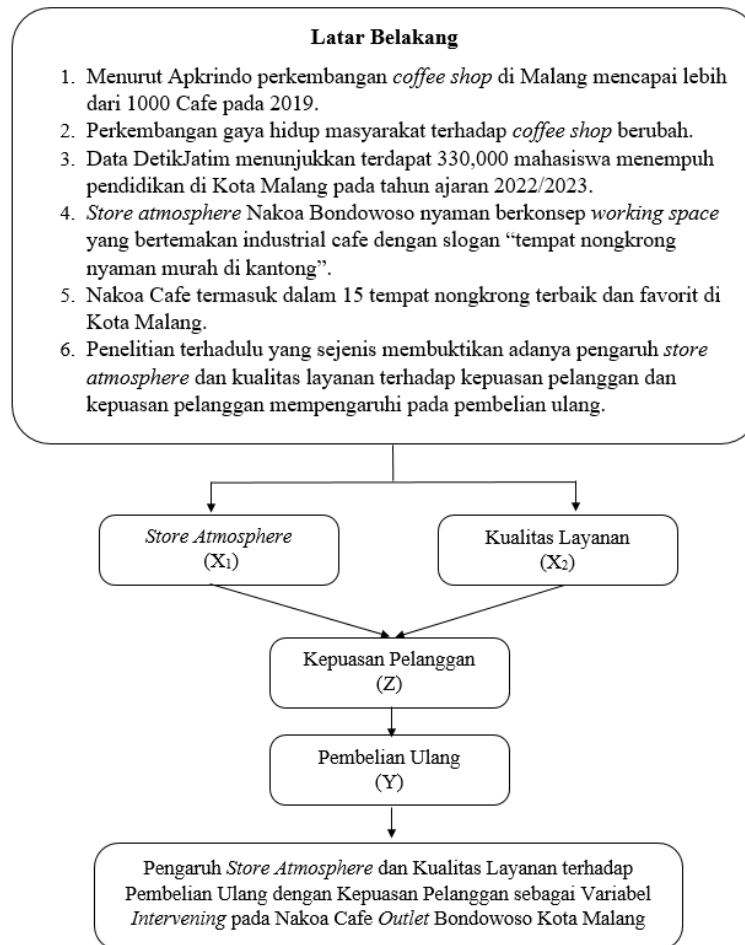 Latar Belakang
1. Menurut Apkrindo perkembangan coffee shop di Malang mencapai lebih
dari 1000 Cafe pada 2019.
2. Perkembangan gaya hidup masyarakat terhadap coffee shop berubah.
3. Data DetikJatim menunjukkan terdapat 330,000 mahasiswa menempuh
pendidikan di Kota Malang pada tahun ajaran 2022/2023.
4. Store atmosphere Nakoa Bondowoso nyaman berkonsep working space
yang bertemakan industrial cafe dengan slogan “tempat nongkrong
nyaman murah di kantong”.
5. Nakoa Cafe termasuk dalam 15 tempat nongkrong terbaik dan favorit di
Kota Malang.
6. Penelitian terhadulu yang sejenis membuktikan adanya pengaruh store
atmosphere dan kualitas layanan terhadap kepuasan pelanggan dan
kepuasan pelanggan mempengaruhi pada pembelian ulang.
Store Atmosphere
(X₁)
Kualitas Layanan
(X₂)
Kepuasan Pelanggan
(Z)
Pembelian Ulang
(Y)
Pengaruh Store Atmosphere dan Kualitas Layanan terhadap
Pembelian Ulang dengan Kepuasan Pelanggan sebagai Variabel
Intervening pada Nakoa Cafe Outlet Bondowoso Kota Malang